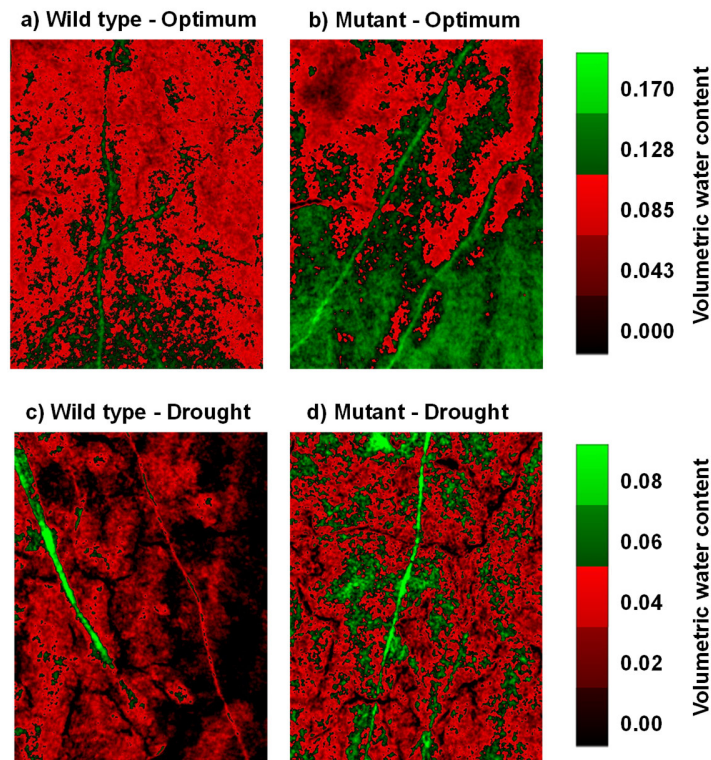 a) Wild type - Optimum
b) Mutant - Optimum
0.170
0.128
0.085
0.043
0.000
Volumetric water content
c) Wild type - Drought
d) Mutant - Drought
0.08
0.06
0.04
0.02
0.00
Volumetric water content